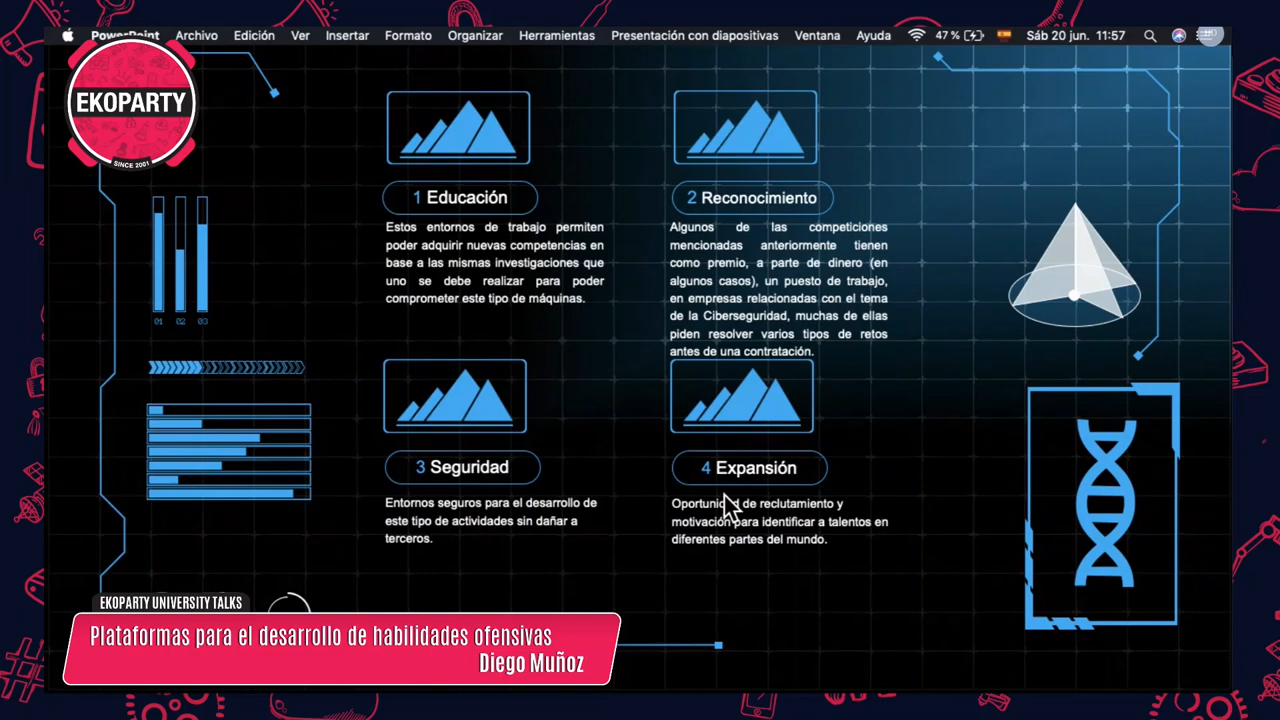 PowerPoint Archivo Edición Ver Insertar Formato Organizar Herramientas Presentación con diapositivas Ventana Ayuda 47 % Sáb 20 jun. 11:57
EKOPARTY
SINCE 2001
1 Educación
Estos entornos de trabajo permiten
poder adquirir nuevas competencias en
base a las mismas investigaciones que
uno se debe realizar para poder
comprometer este tipo de máquinas.
2 Reconocimiento
Algunos de las competiciones
mencionadas anteriormente tienen
como premio, a parte de dinero (en
algunos casos), un puesto de trabajo,
en empresas relacionadas con el tema
de la Ciberseguridad, muchas de ellas
piden resolver varios tipos de retos
antes de una contratación.
01 02 03
3 Seguridad
Entornos seguros para el desarrollo de
este tipo de actividades sin dañar a
terceros.
4 Expansión
Oportunidad de reclutamiento y
motivación para identificar a talentos en
diferentes partes del mundo.
EKOPARTY UNIVERSITY TALKS
Plataformas para el desarrollo de habilidades ofensivas
Diego Muñoz